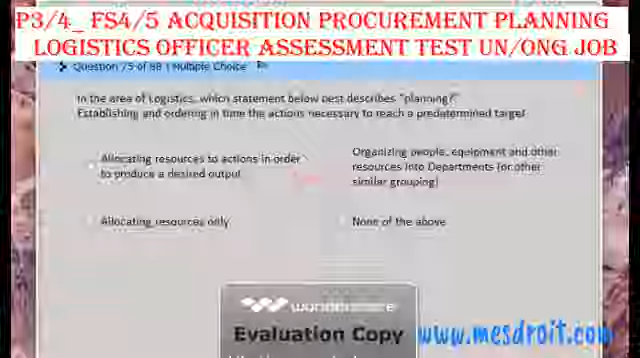 P3/4_ FS4/5 ACQUISITION PROCUREMENT PLANNING
LOGISTICS OFFICER ASSESSMENT TEST UN/ONG JOB
Question 75 of 88 | Multiple Choice
In the area of Logistics, which statement below best describes "planning?"
Establishing and ordering in time the actions necessary to reach a predetermined target
Allocating resources to actions in order
to produce a desired output
Organizing people, equipment and other
resources into Departments (or other
similar grouping)
Allocating resources only
None of the above
wondershare
Evaluation Copy
www.mesdroit.com